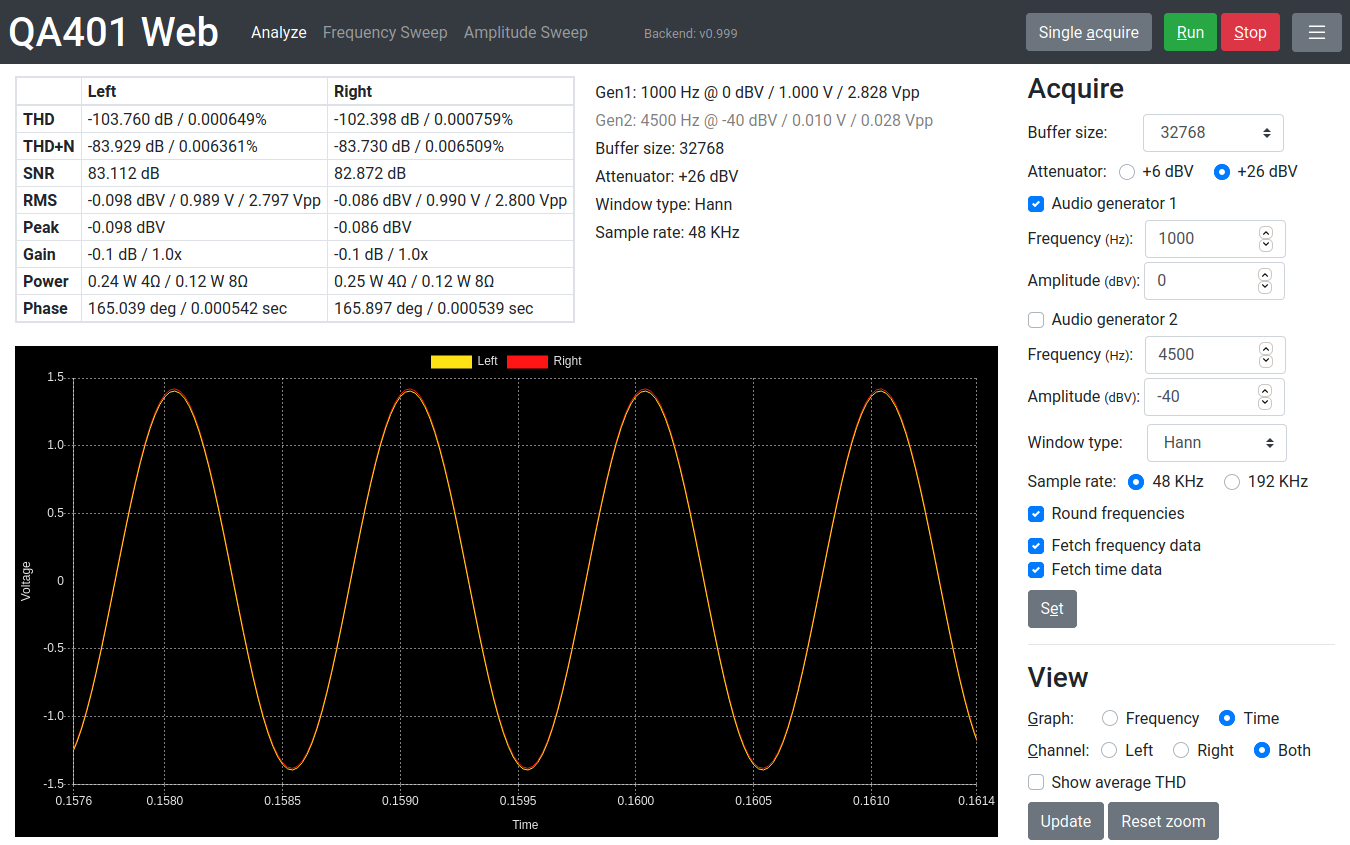 QA401 Web Analyze Frequency Sweep Amplitude Sweep Backend: v0.999 Single acquire Run Stop
Left Right
THD -103.760 dB / 0.000649% -102.398 dB / 0.000759%
THD+N -83.929 dB / 0.006361% -83.730 dB / 0.006509%
SNR 83.112 dB 82.872 dB
RMS -0.098 dBV / 0.989 V / 2.797 Vpp -0.086 dBV / 0.990 V / 2.800 Vpp
Peak -0.098 dBV -0.086 dBV
Gain -0.1 dB / 1.0x -0.1 dB / 1.0x
Power 0.24 W 4Ω / 0.12 W 8Ω 0.25 W 4Ω / 0.12 W 8Ω
Phase 165.039 deg / 0.000542 sec 165.897 deg / 0.000539 sec
Gen1: 1000 Hz @ 0 dBV / 1.000 V / 2.828 Vpp
Gen2: 4500 Hz @ -40 dBV / 0.010 V / 0.028 Vpp
Buffer size: 32768
Attenuator: +26 dBV
Window type: Hann
Sample rate: 48 KHz
Left Right
1.5
1.0
0.5
0
-0.5
-1.0
-1.5
Voltage
0.1576 0.1580 0.1585 0.1590 0.1595 0.1600 0.1605 0.1610 0.1614
Time
Acquire
Buffer size: 32768
Attenuator: +6 dBV +26 dBV
Audio generator 1
Frequency (Hz): 1000
Amplitude (dBV): 0
Audio generator 2
Frequency (Hz): 4500
Amplitude (dBV): -40
Window type: Hann
Sample rate: 48 KHz 192 KHz
Round frequencies
Fetch frequency data
Fetch time data
Set
View
Graph: Frequency Time
Channel: Left Right Both
Show average THD
Update Reset zoom